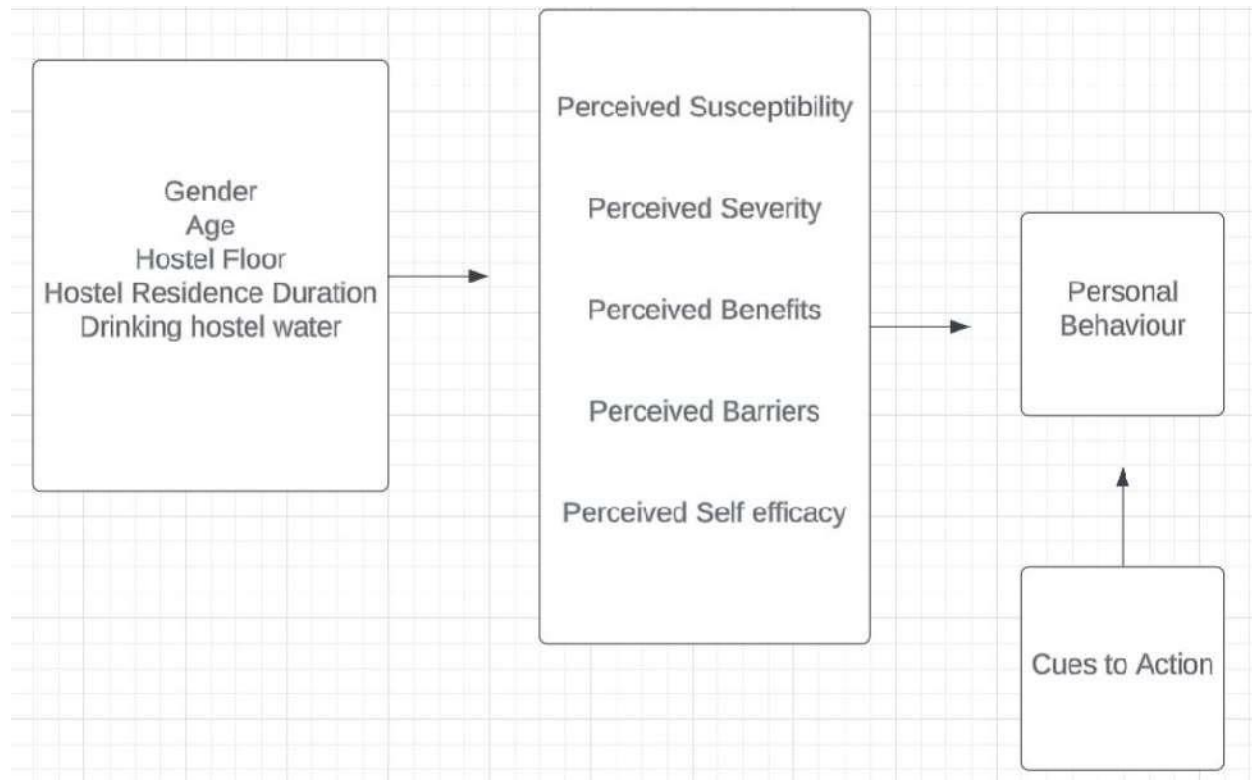 Gender
Age
Hostel Floor
Hostel Residence Duration
Drinking hostel water
Perceived Susceptibility
Perceived Severity
Perceived Benefits
Perceived Barriers
Perceived Self efficacy
Personal
Behaviour
Cues to Action